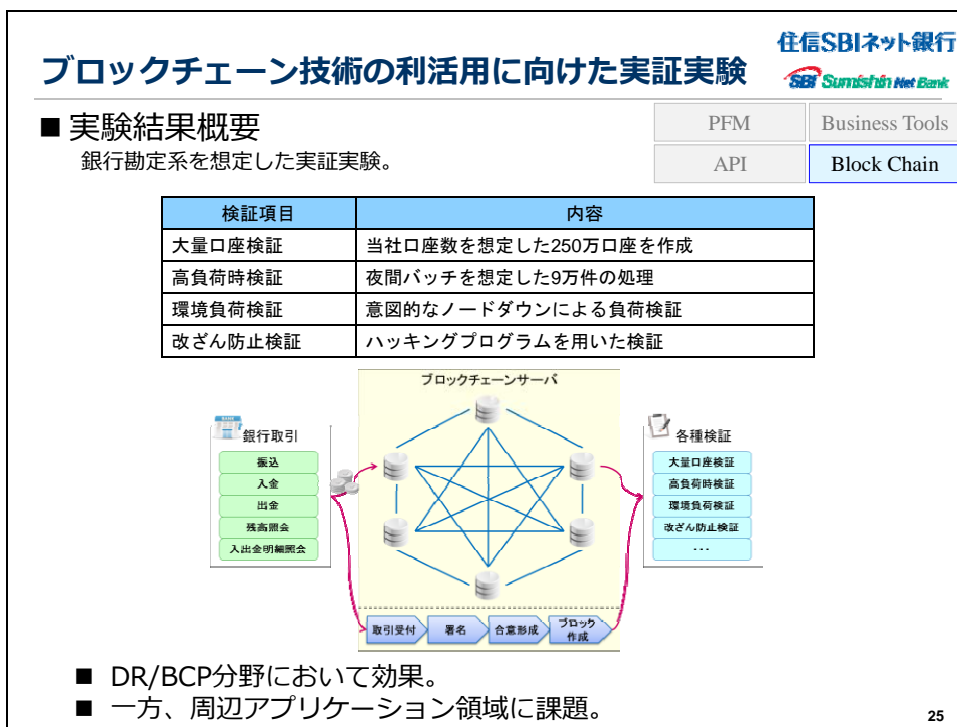 住信SBIネット銀行
ブロックチェーン技術の利活用に向けた実証実験
SBI Sumishin Net Bank
■ 実験結果概要
銀行勘定系を想定した実証実験。
PFM Business Tools
API Block Chain
検証項目 内容
大量口座検証 当社口座数を想定した250万口座を作成
高負荷時検証 夜間バッチを想定した9万件の処理
環境負荷検証 意図的なノードダウンによる負荷検証
改ざん防止検証 ハッキングプログラムを用いた検証
ブロックチェーンサーバ
BANK
銀行取引
振込
入金
出金
残高照会
入出金明細照会
各種検証
大量口座検証
高負荷時検証
環境負荷検証
改ざん防止検証
･･･
取引受付 署名 合意形成 ブロック
作成
■ DR/BCP分野において効果。
■ 一方、周辺アプリケーション領域に課題。
25